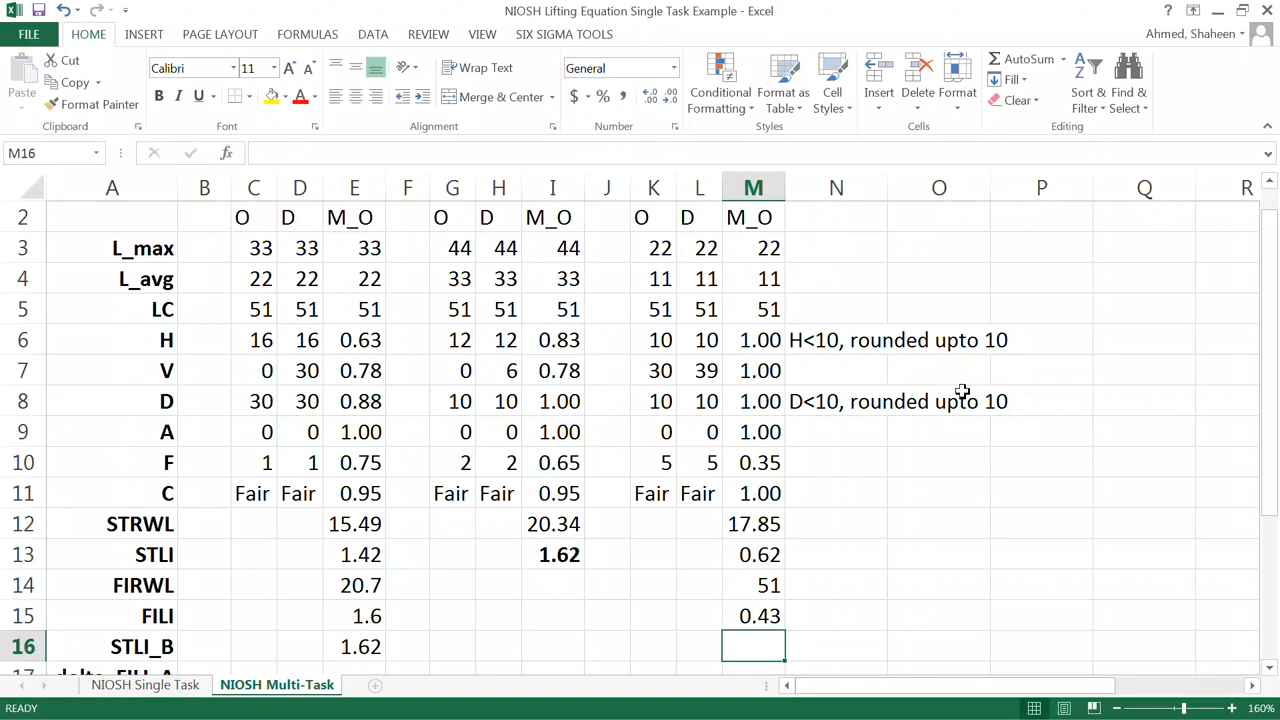 NIOSH Lifting Equation Single Task Example - Excel
FILE HOME INSERT PAGE LAYOUT FORMULAS DATA REVIEW VIEW SIX SIGMA TOOLS Ahmed, Shaheen
Cut
Copy
Format Painter
Paste
Clipboard
Calibri 11
B I U A
Font
Wrap Text
Merge & Center
Alignment
General
$ % ,
Number
Conditional Formatting
Format as Table
Cell Styles
Styles
Insert Delete Format
Cells
AutoSum
Fill
Clear
Sort & Filter
Find & Select
Editing
M16 fx
A B C D E F G H I J K L M N O P Q R
2 O D M_O O D M_O O D M_O
3 L_max 33 33 33 44 44 44 22 22 22
4 L_avg 22 22 22 33 33 33 11 11 11
5 LC 51 51 51 51 51 51 51 51 51
6 H 16 16 0.63 12 12 0.83 10 10 1.00 H<10, rounded upto 10
7 V 0 30 0.78 0 6 0.78 30 39 1.00
8 D 30 30 0.88 10 10 1.00 10 10 1.00 D<10, rounded upto 10
9 A 0 0 1.00 0 0 1.00 0 0 1.00
10 F 1 1 0.75 2 2 0.65 5 5 0.35
11 C Fair Fair 0.95 Fair Fair 0.95 Fair Fair 1.00
12 STRWL 15.49 20.34 17.85
13 STLI 1.42 1.62 0.62
14 FIRWL 20.7 51
15 FILI 1.6 0.43
16 STLI_B 1.62
17
NIOSH Single Task NIOSH Multi-Task
READY 160%